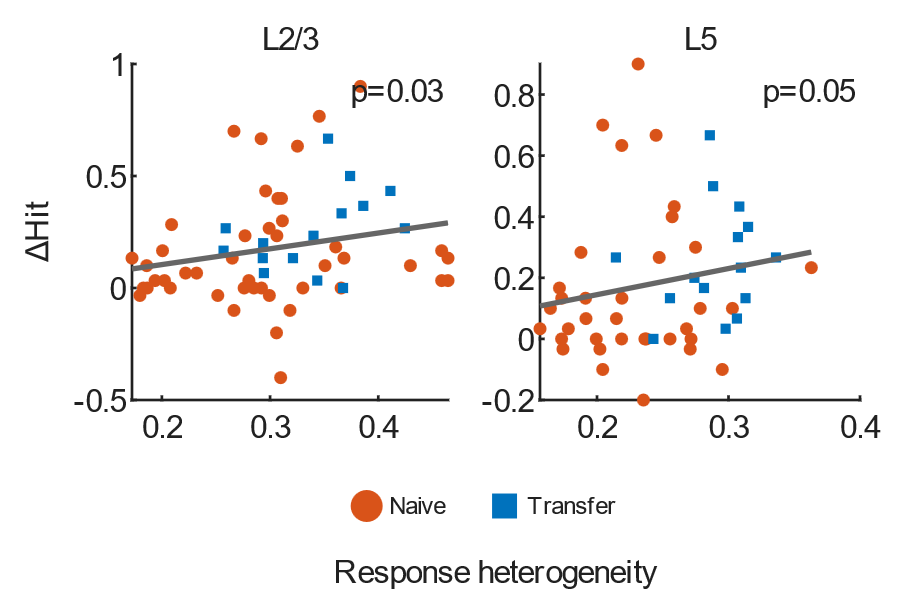 L2/3
L5
1
0.5
0
-0.5
ΔHit
p=0.03
0.2
0.3
0.4
0.8
0.6
0.4
0.2
0
-0.2
p=0.05
0.2
0.3
0.4
Naive
Transfer
Response heterogeneity